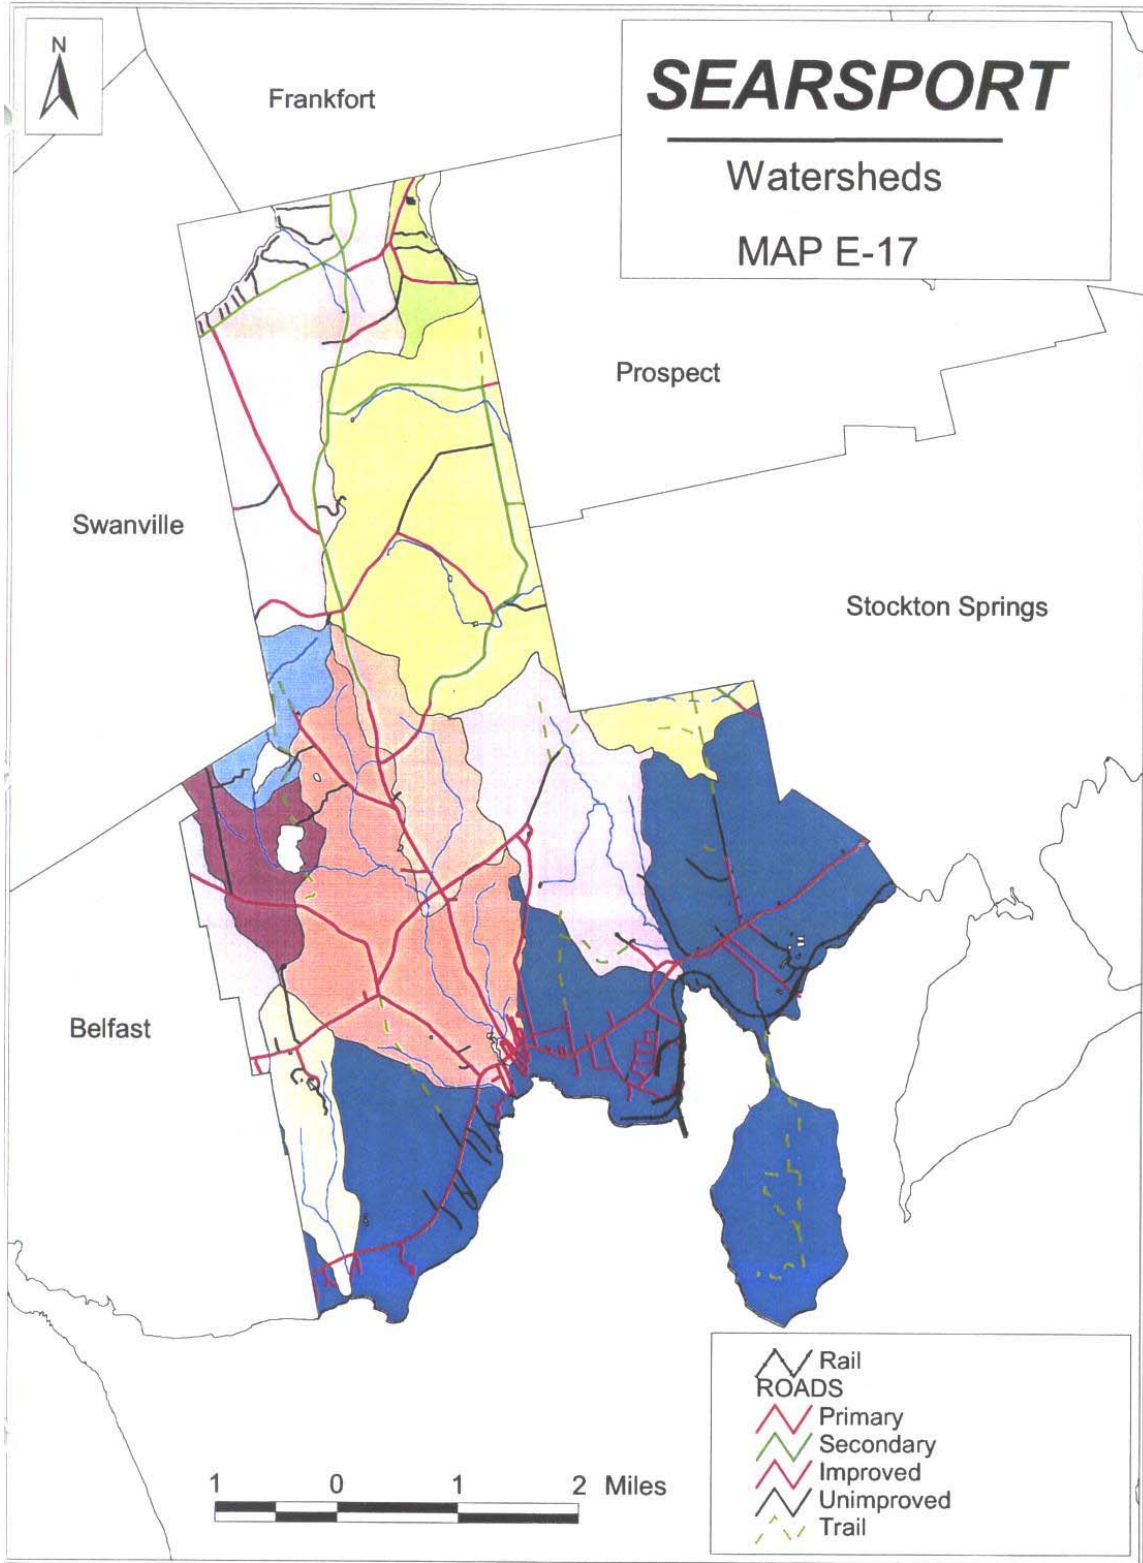 N
SEARSPORT
Watersheds
MAP E-17
Frankfort
Prospect
Swanville
Stockton Springs
Belfast
Rail
ROADS
Primary
Secondary
Improved
Unimproved
Trail
1 0 1 2 Miles